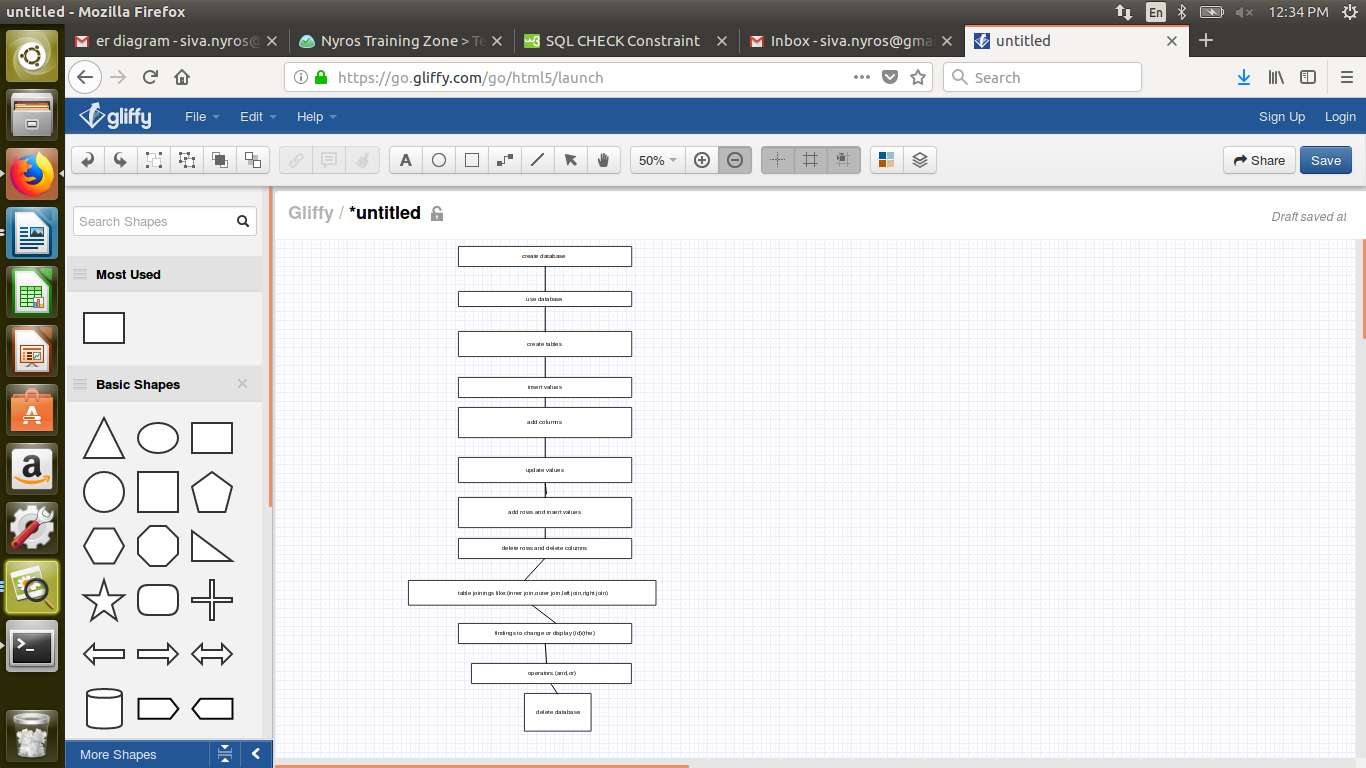 untitled - Mozilla Firefox
En
12:34 PM
er diagram - siva.nyros@
Nyros Training Zone > Te
SQL CHECK Constraint
Inbox - siva.nyros@gma
untitled
https://go.gliffy.com/go/html5/launch
Search
gliffy
File
Edit
Help
Sign Up
Login
A
50%
Share
Save
Search Shapes
Gliffy / *untitled
Draft saved at
Most Used
Basic Shapes
More Shapes
create database
use database
create tables
insert values
add columns
update values
add rows and insert values
delete rows and delete columns
table joinings like:(inner join,outer join,left join,right join)
findings to change or display (id)(the)
operators (and,or)
delete database